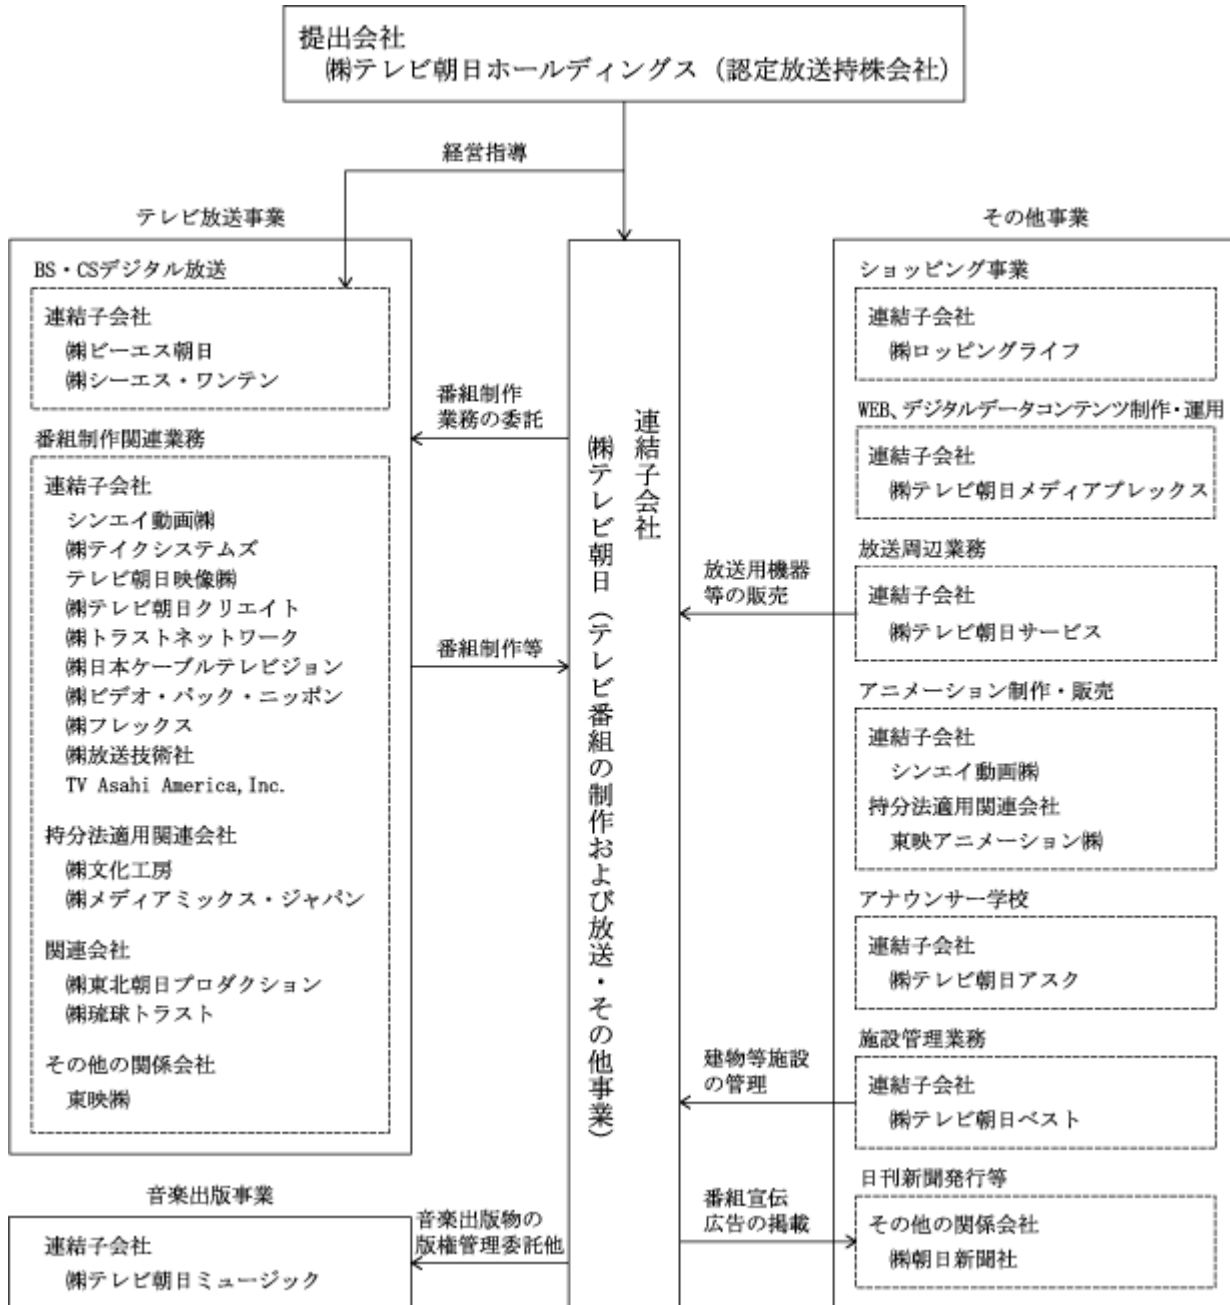 提出会社
㈱テレビ朝日ホールディングス（認定放送持株会社）
経営指導
テレビ放送事業
BS・CSデジタル放送
連結子会社
㈱ビーエス朝日
㈱シーエス・ワンテン
番組制作関連業務
連結子会社
シンエイ動画㈱
㈱テイクシステムズ
テレビ朝日映像㈱
㈱テレビ朝日クリエイト
㈱トラストネットワーク
㈱日本ケーブルテレビジョン
㈱ビデオ・パック・ニッポン
㈱フレックス
㈱放送技術社
TV Asahi America,Inc.
持分法適用関連会社
㈱文化工房
㈱メディアミックス・ジャパン
関連会社
㈱東北朝日プロダクション
㈱琉球トラスト
その他の関係会社
東映㈱
音楽出版事業
連結子会社
㈱テレビ朝日ミュージック
番組制作
業務の委託
番組制作等
音楽出版物の
版権管理委託他
連結子会社
㈱テレビ朝日（テレビ番組の制作および放送・その他事業）
放送用機器
等の販売
建物等施設
の管理
番組宣伝
広告の掲載
その他事業
ショッピング事業
連結子会社
㈱ロッピングライフ
WEB、デジタルデータコンテンツ制作・運用
連結子会社
㈱テレビ朝日メディアプレックス
放送周辺業務
連結子会社
㈱テレビ朝日サービス
アニメーション制作・販売
連結子会社
シンエイ動画㈱
持分法適用関連会社
東映アニメーション㈱
アナウンサー学校
連結子会社
㈱テレビ朝日アスク
施設管理業務
連結子会社
㈱テレビ朝日ベスト
日刊新聞発行等
その他の関係会社
㈱朝日新聞社